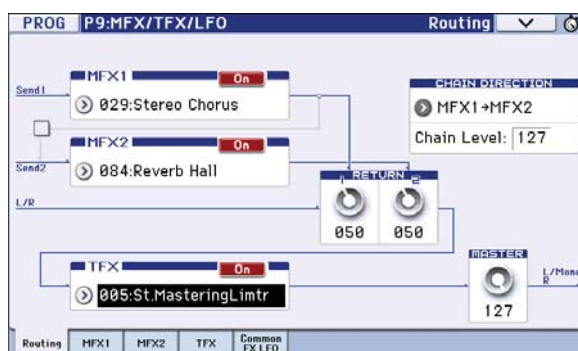 PROG P9:MFX/TFX/LFO Routing
MFX1 On
Send1
029:Stereo Chorus
CHAIN DIRECTION
MFX1→MFX2
Chain Level: 127
MFX2 On
Send2
084:Reverb Hall
RETURN
1 2
L/R
050 050
TFX On
005:St.MasteringLimtr
MASTER
L/Mono
R
127
Routing MFX1 MFX2 TFX Common FX LFO